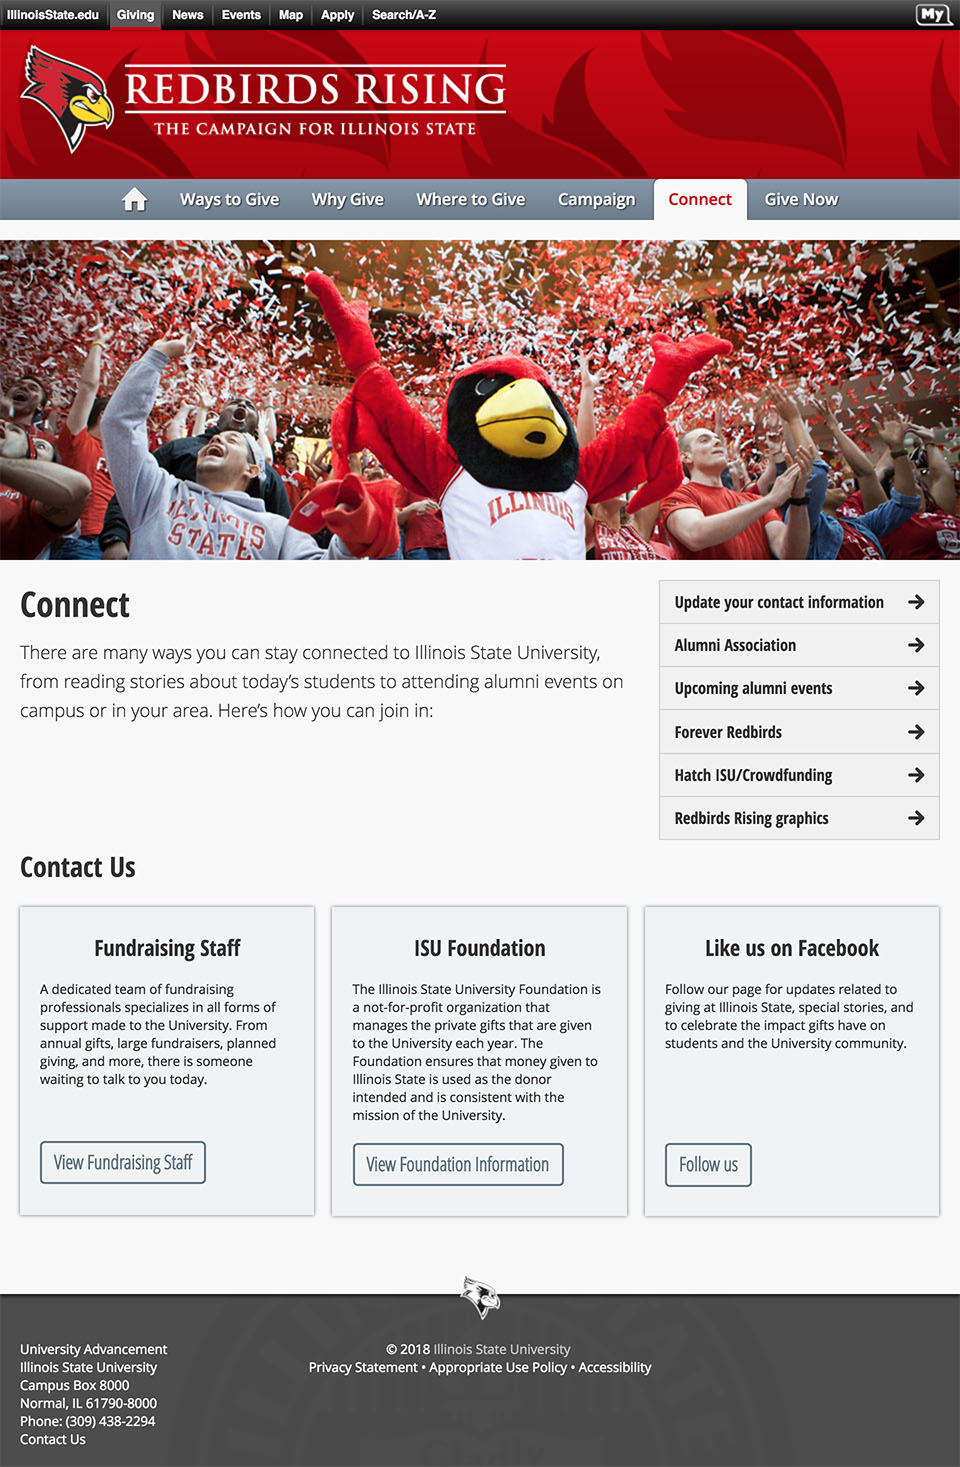 IllinoisState.edu Giving News Events Map Apply Search/A-Z My
REDBIRDS RISING
THE CAMPAIGN FOR ILLINOIS STATE
Ways to Give Why Give Where to Give Campaign Connect Give Now
ILLINOIS
STATE
ILLINOIS
Connect
There are many ways you can stay connected to Illinois State University,
from reading stories about today's students to attending alumni events on
campus or in your area. Here's how you can join in:
Update your contact information
Alumni Association
Upcoming alumni events
Forever Redbirds
Hatch ISU/Crowdfunding
Redbirds Rising graphics
Contact Us
Fundraising Staff
A dedicated team of fundraising
professionals specializes in all forms of
support made to the University. From
annual gifts, large fundraisers, planned
giving, and more, there is someone
waiting to talk to you today.
View Fundraising Staff
ISU Foundation
The Illinois State University Foundation is
a not-for-profit organization that
manages the private gifts that are given
to the University each year. The
Foundation ensures that money given to
Illinois State is used as the donor
intended and is consistent with the
mission of the University.
View Foundation Information
Like us on Facebook
Follow our page for updates related to
giving at Illinois State, special stories, and
to celebrate the impact gifts have on
students and the University community.
Follow us
University Advancement
Illinois State University
Campus Box 8000
Normal, IL 61790-8000
Phone: (309) 438-2294
Contact Us
© 2018 Illinois State University
Privacy Statement • Appropriate Use Policy • Accessibility